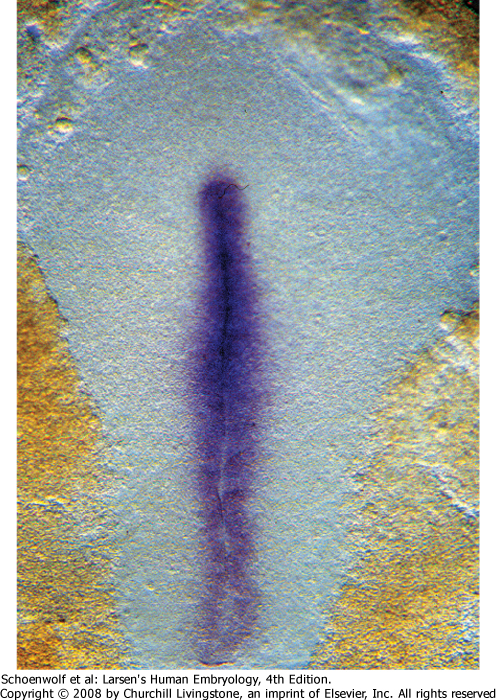 Schoenwolf et al: Larsen's Human Embryology, 4th Edition.
Copyright © 2008 by Churchill Livingstone, an imprint of Elsevier, Inc. All rights reserved